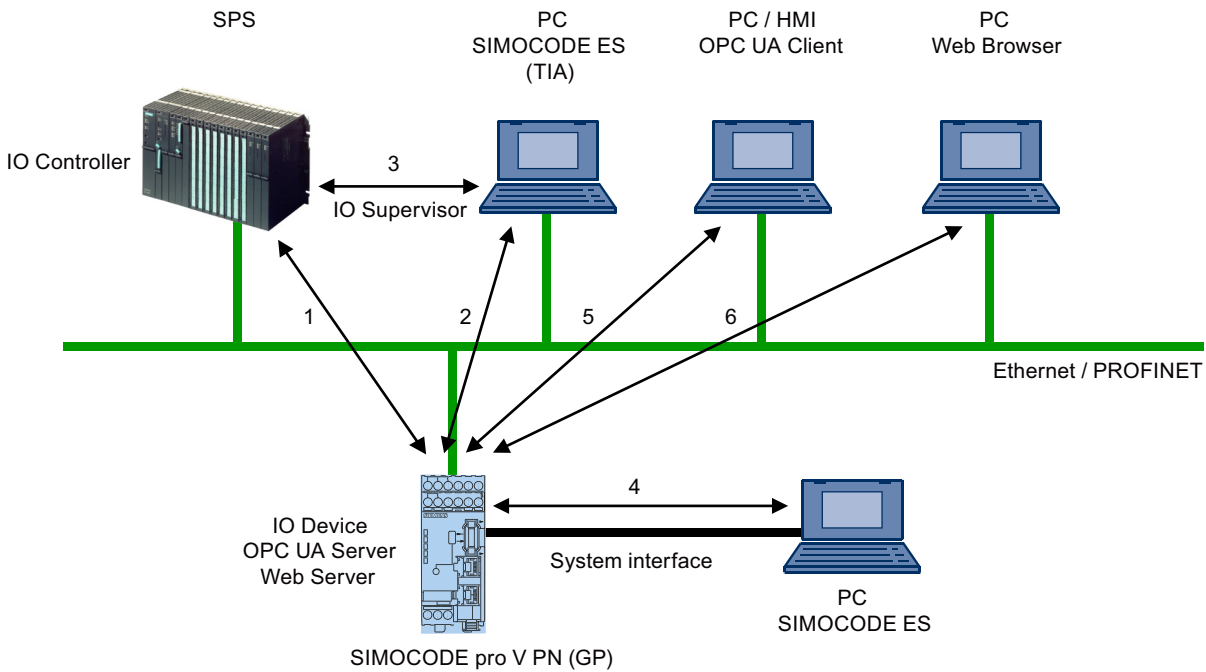 SPS
PC
SIMOCODE ES
(TIA)
PC / HMI
OPC UA Client
PC
Web Browser
IO Controller
3
IO Supervisor
1
2
5
6
Ethernet / PROFINET
4
IO Device
OPC UA Server
Web Server
System interface
PC
SIMOCODE ES
SIMOCODE pro V PN (GP)